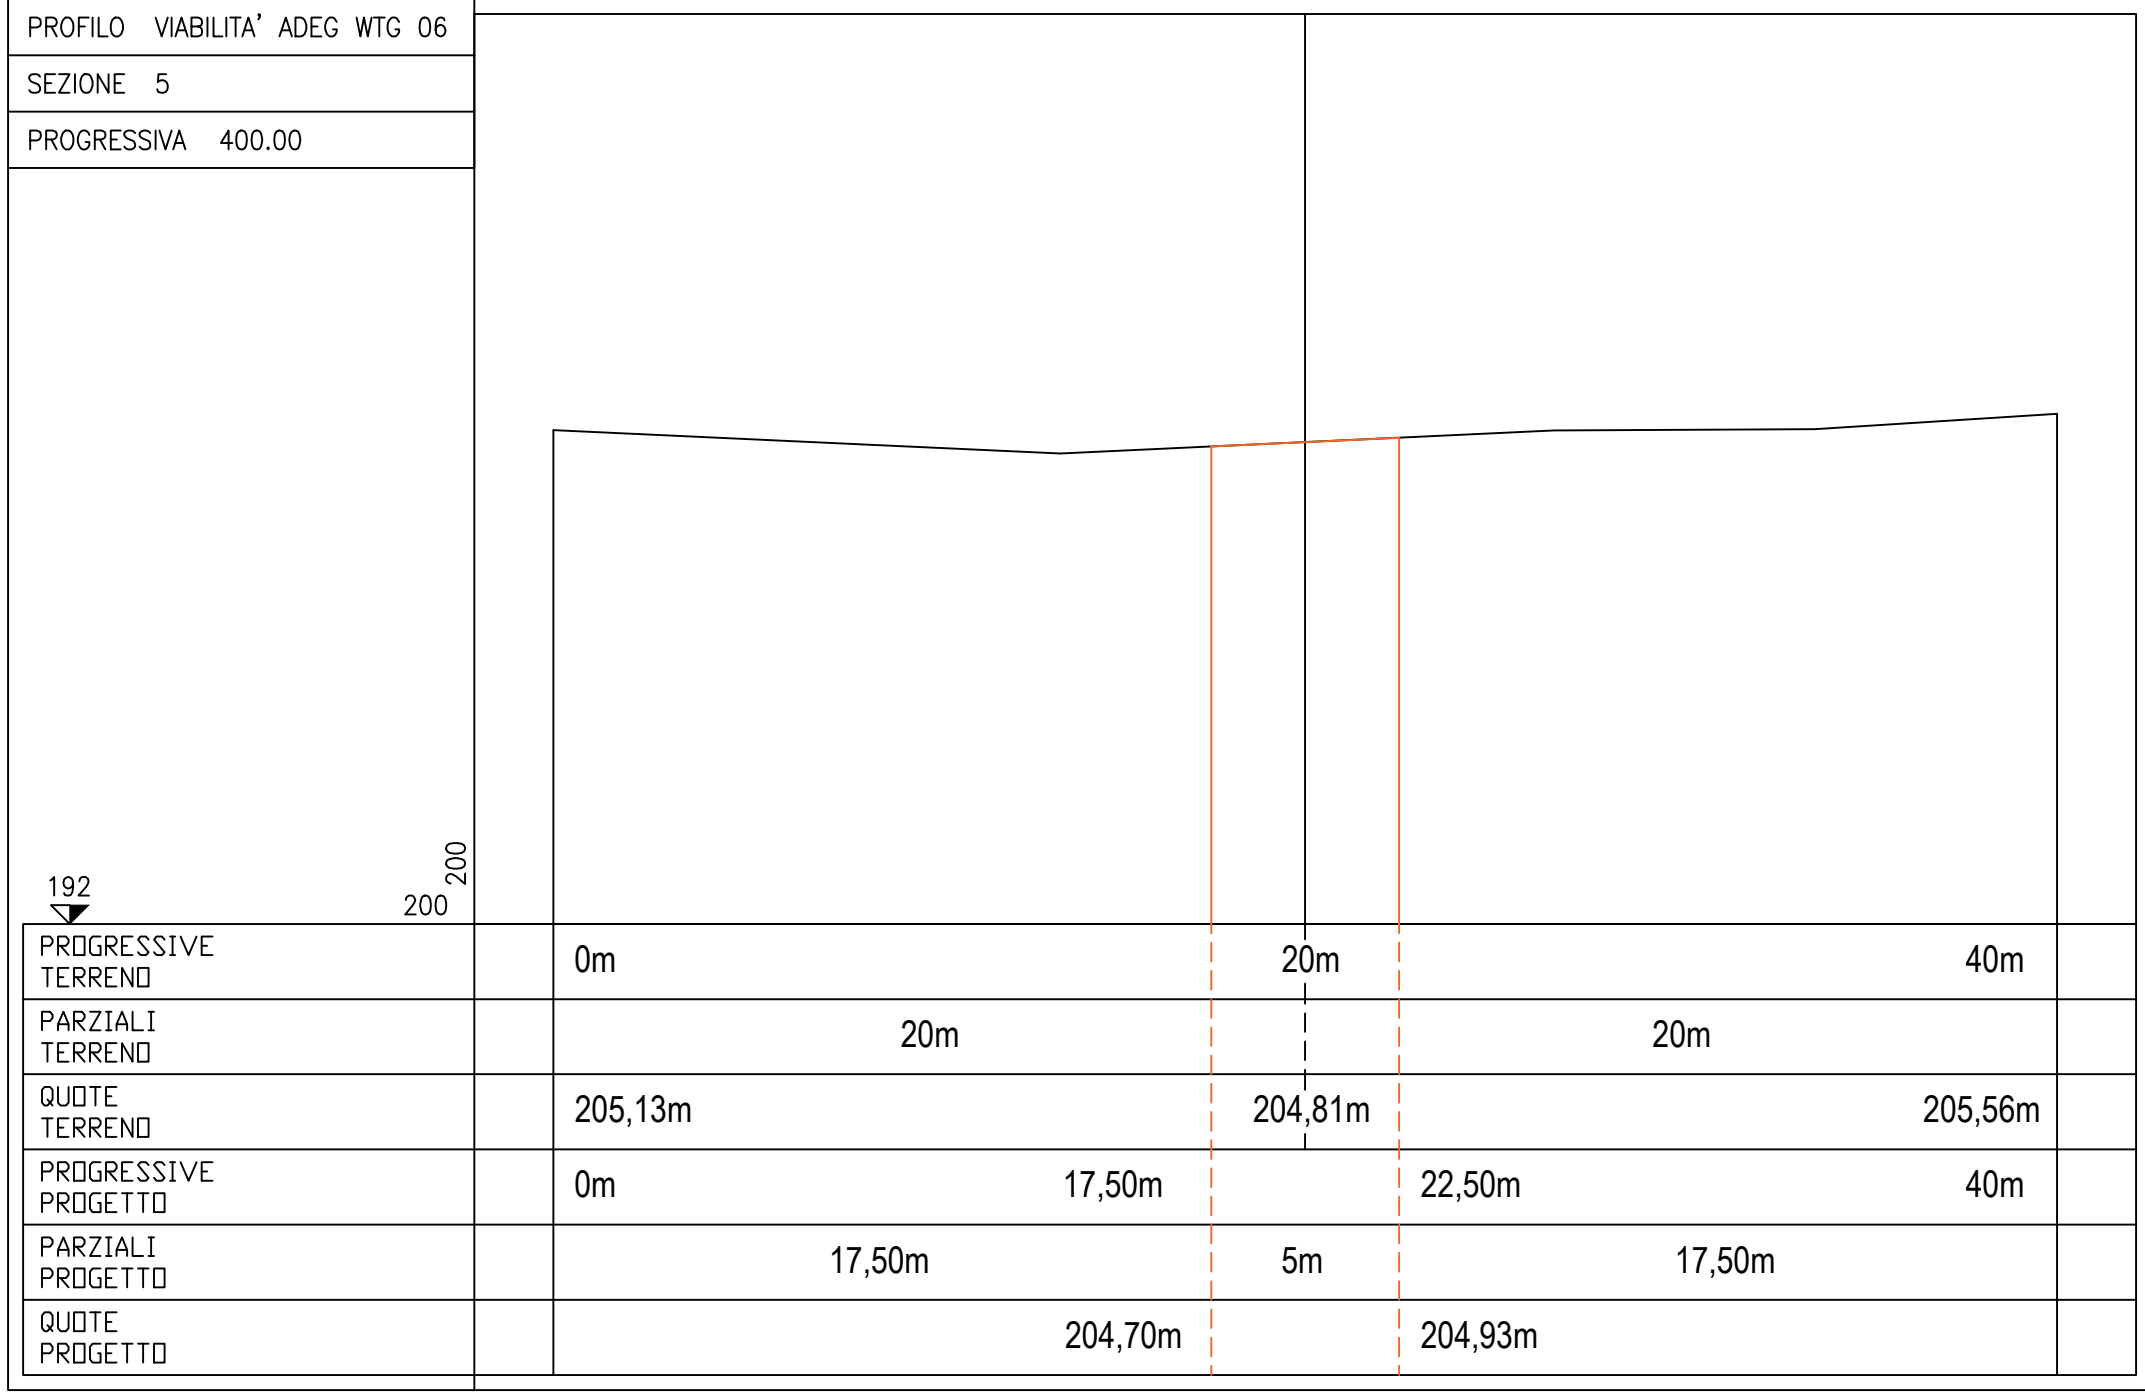 PROFILO VIABILITA' ADEG WTG 06
SEZIONE 5
PROGRESSIVA 400.00
200
192
200
PROGRESSIVE
TERRENO
0m 20m 40m
PARZIALI
TERRENO
20m 20m
QUOTE
TERRENO
205,13m 204,81m 205,56m
PROGRESSIVE
PROGETTO
0m 17,50m 22,50m 40m
PARZIALI
PROGETTO
17,50m 5m 17,50m
QUOTE
PROGETTO
204,70m 204,93m